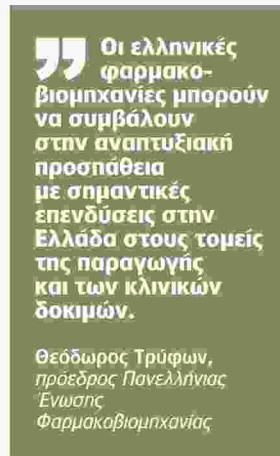 Οι ελληνικές
φαρμακο-
βιομηχανίες μπορούν
να συμβάλουν
στην αναπτυξιακή
προσπάθεια
με σημαντικές
επενδύσεις στην
Ελλάδα στους τομείς
της παραγωγής
και των κλινικών
δοκιμών.
Θεόδωρος Τρύφων,
πρόεδρος Πανελλήνιας
Ένωσης
Φαρμακοβιομηχανίας